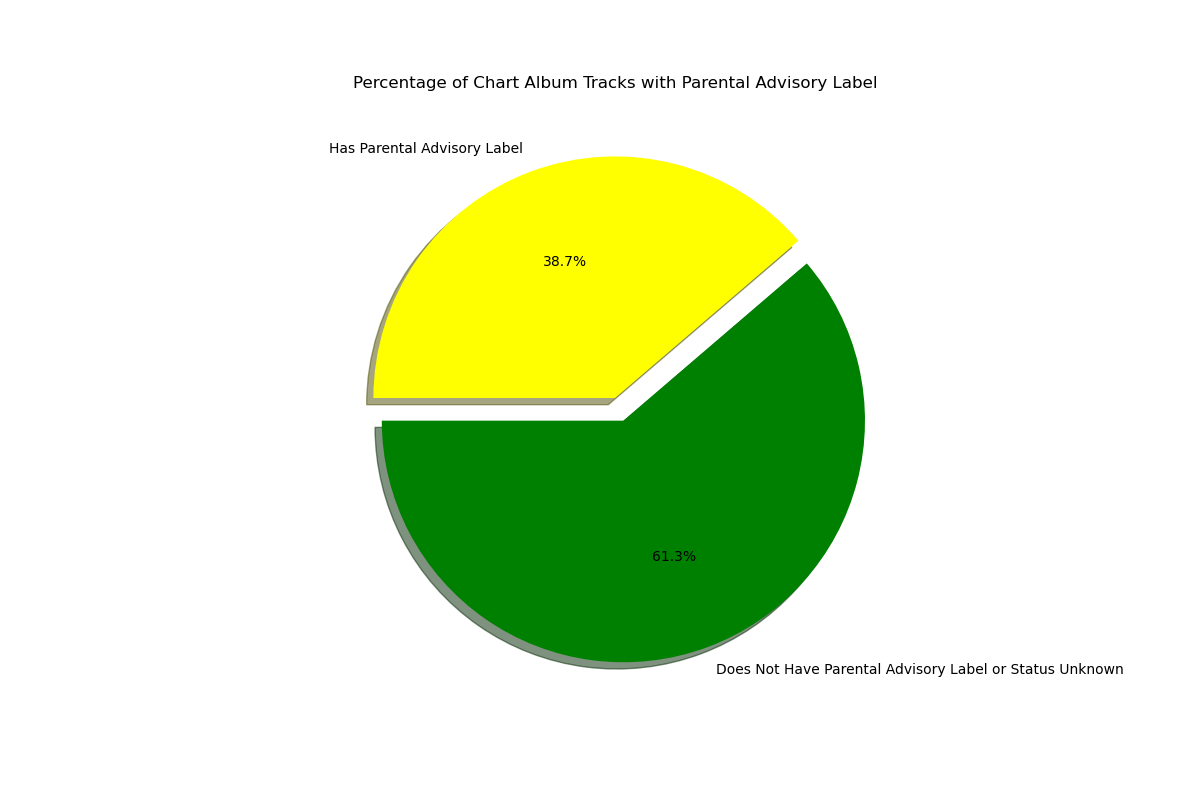 Percentage of Chart Album Tracks with Parental Advisory Label
Has Parental Advisory Label
38.7%
61.3%
Does Not Have Parental Advisory Label or Status Unknown